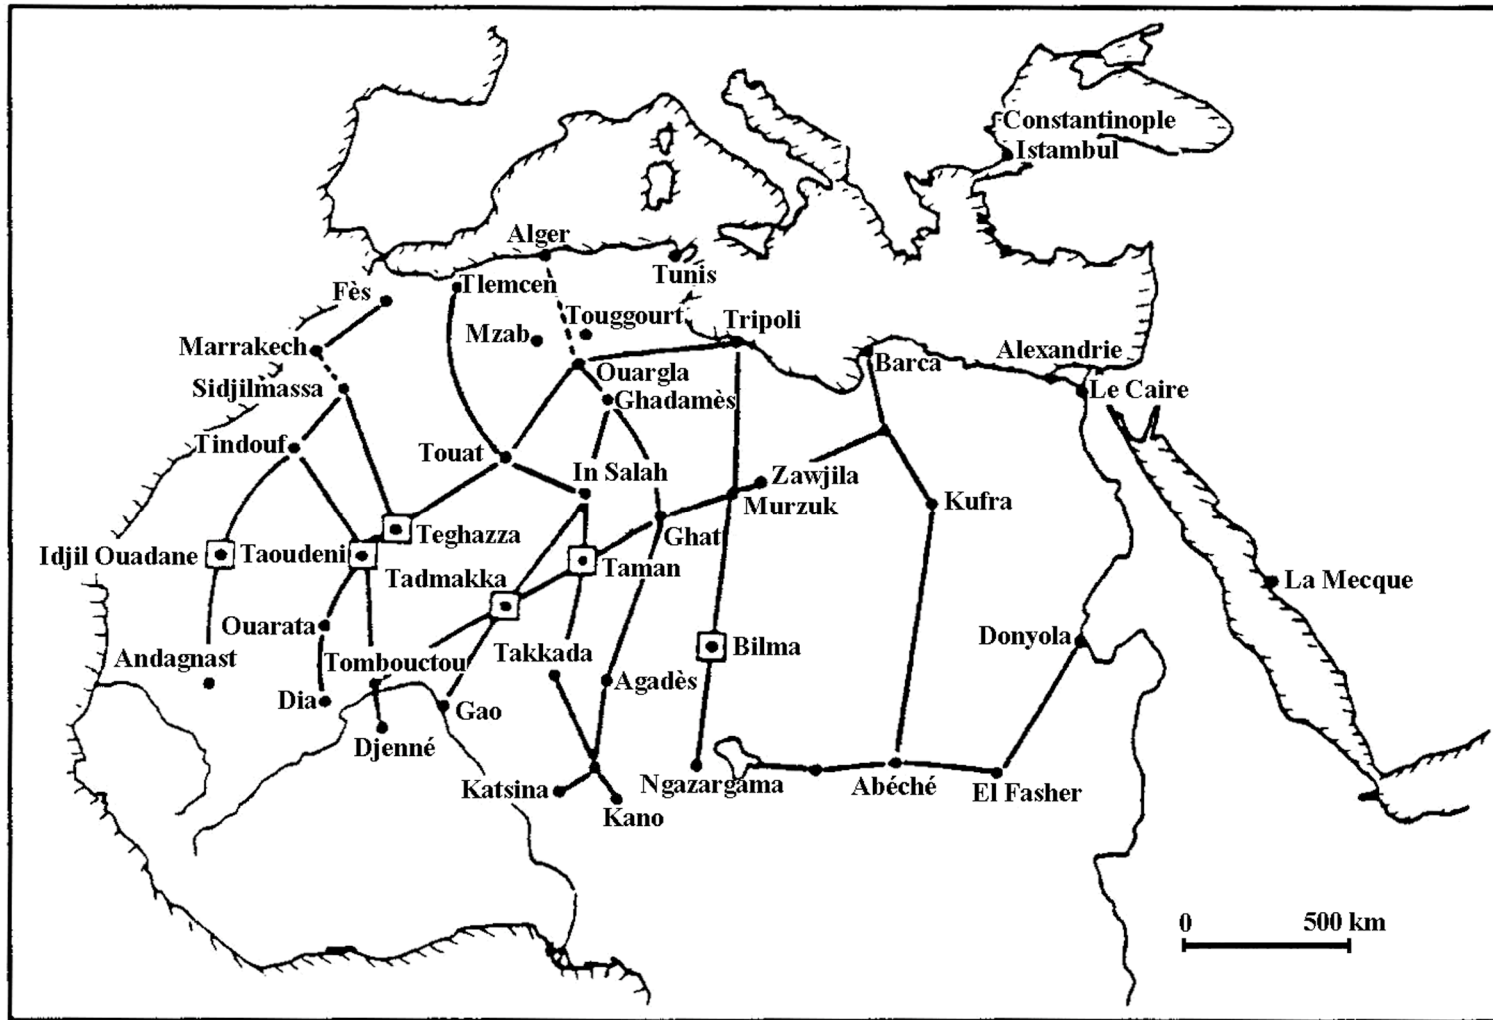 Constantinople
Istambul
Alger
Tunis
Tlemcen
Fès
Touggourt
Mzab
Tripoli
Marrakech
Barca
Alexandrie
Ouargla
Sidjilmassa
Le Caire
Ghadamès
Tindouf
Touat
In Salah
Zawjila
Murzuk
Kufra
Teghazza
Ghat
Idjil Ouadane
Taoudeni
Taman
Tadmakka
La Mecque
Ouarata
Donyola
Bilma
Andagnast
Tombouctou
Takkada
Agadès
Dia
Gao
Djenné
Katsina
Ngazargama
Abéché
El Fasher
Kano
0
500 km